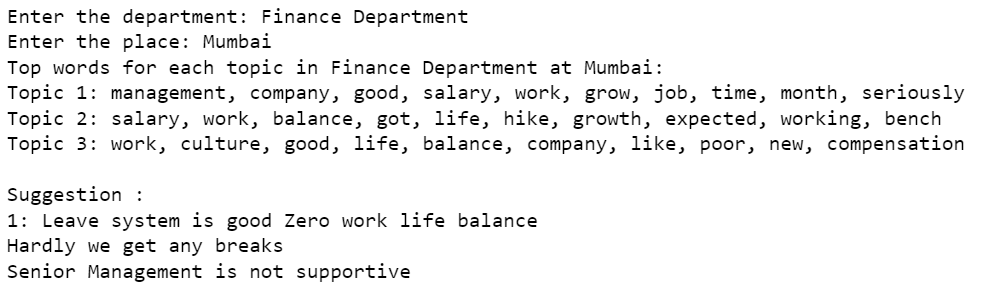 Enter the department: Finance Department
Enter the place: Mumbai
Top words for each topic in Finance Department at Mumbai:
Topic 1: management, company, good, salary, work, grow, job, time, month, seriously
Topic 2: salary, work, balance, got, life, hike, growth, expected, working, bench
Topic 3: work, culture, good, life, balance, company, like, poor, new, compensation
Suggestion :
1: Leave system is good Zero work life balance
Hardly we get any breaks
Senior Management is not supportive